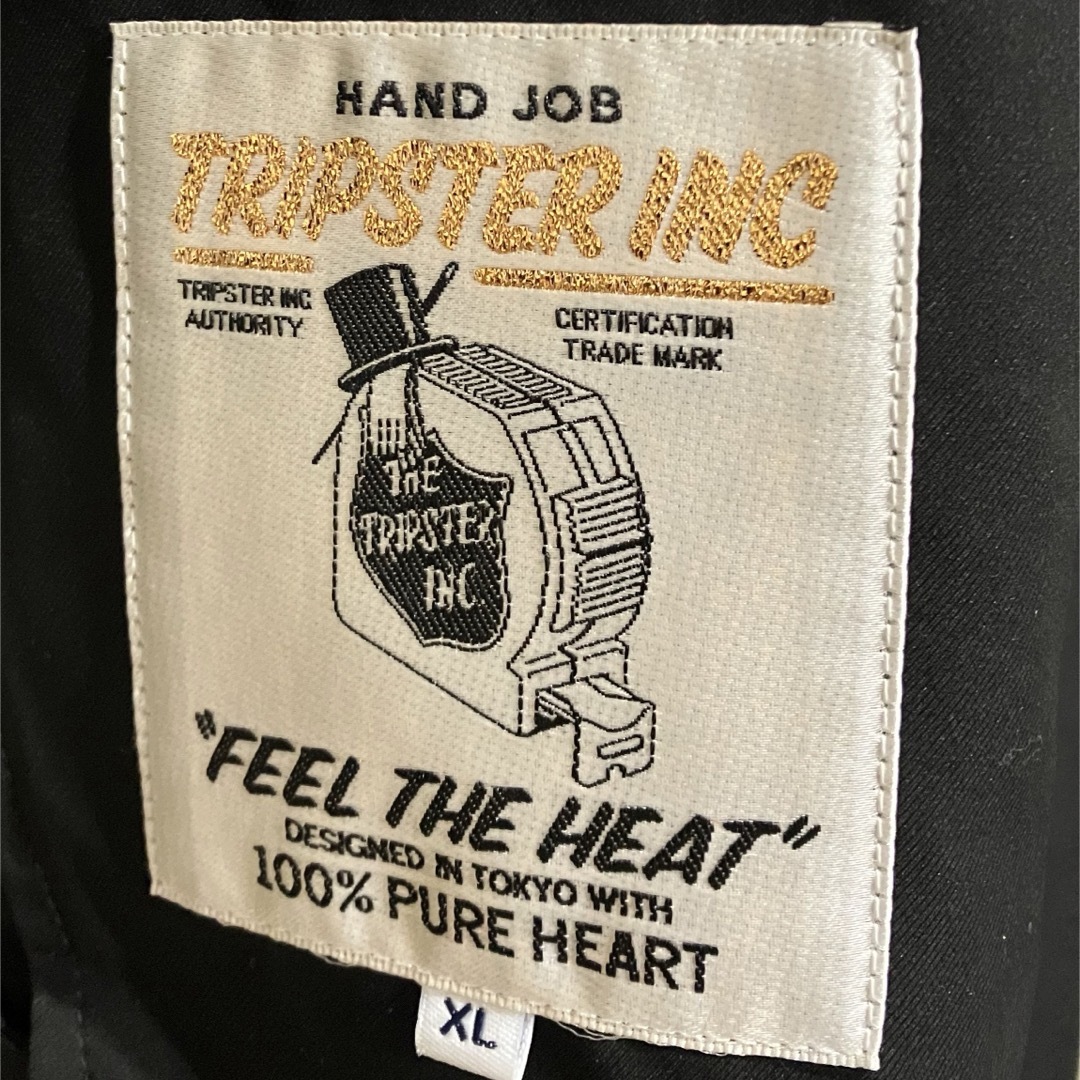 HAND JOB
TRIPSTER INC
TRIPSTER INC
AUTHORITY
CERTIFICATION
TRADE MARK
THE
TRIPSTER
INC
"FEEL THE HEAT"
DESIGNED IN TOKYO WITH
100% PURE HEART
XL